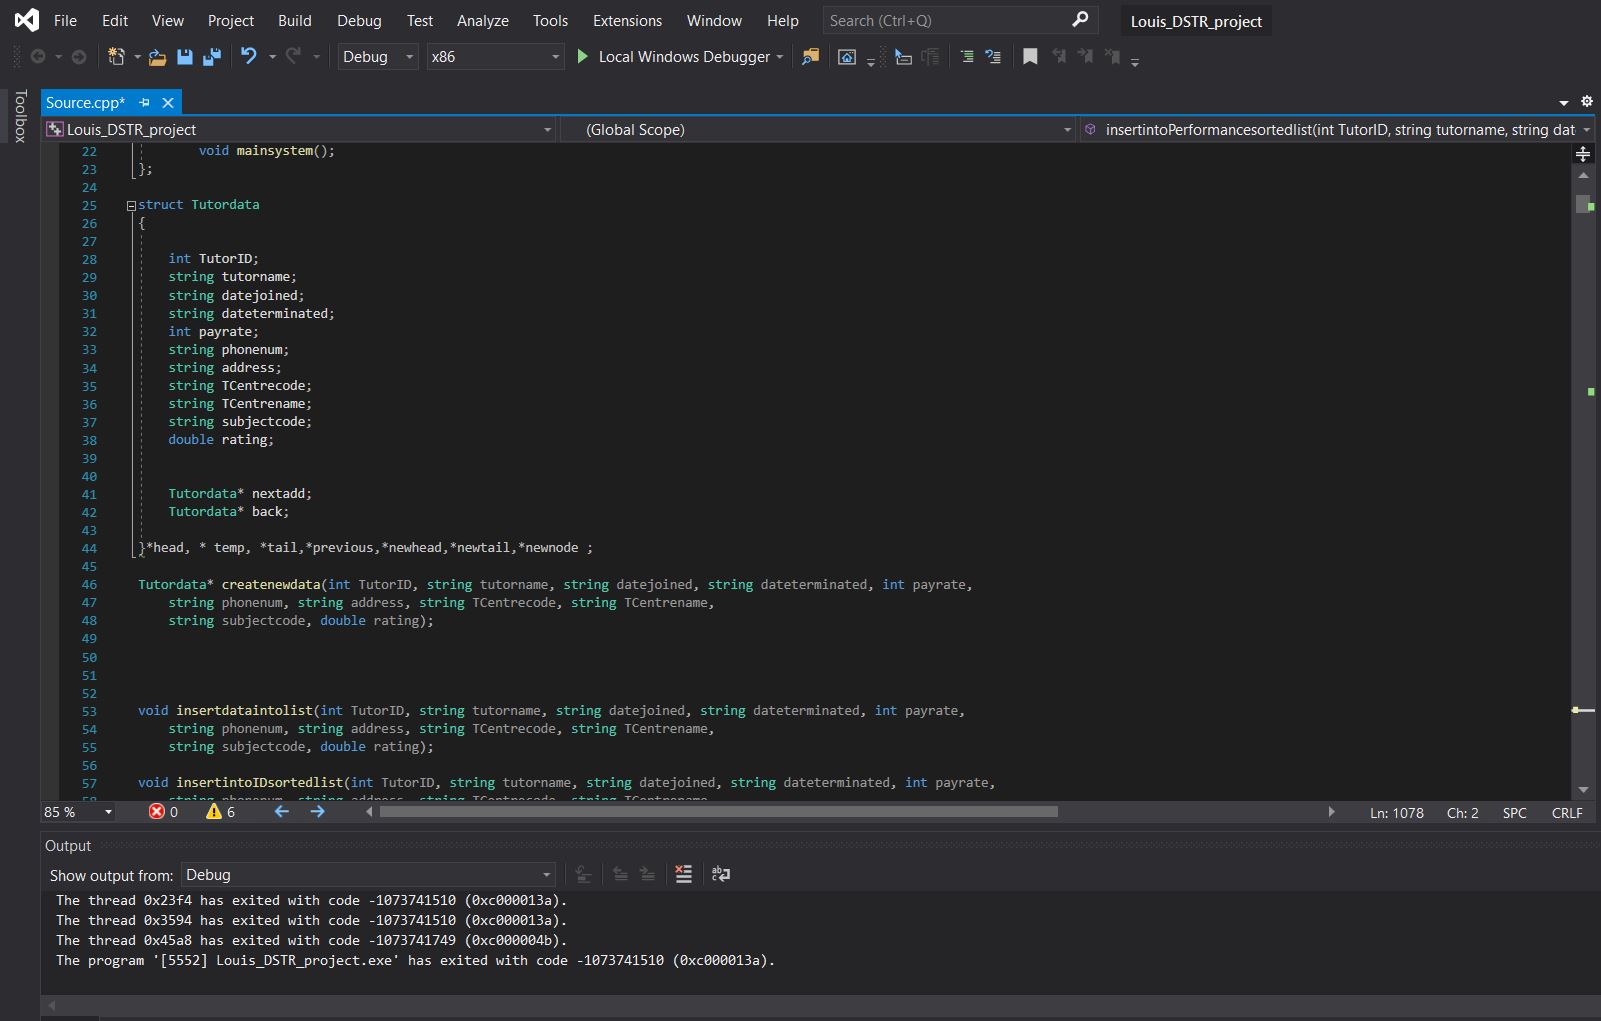 File Edit View Project Build Debug Test Analyze Tools Extensions Window Help Search (Ctrl+Q) Louis_DSTR_project
Debug x86 Local Windows Debugger
Toolbox
Source.cpp*
Louis_DSTR_project (Global Scope) insertintoPerformancesortedlist(int TutorID, string tutorname, string dat
22 void mainsystem();
23 };
24
25 struct Tutordata
26 {
27
28 int TutorID;
29 string tutorname;
30 string datejoined;
31 string dateterminated;
32 int payrate;
33 string phonenum;
34 string address;
35 string TCentrecode;
36 string TCentrename;
37 string subjectcode;
38 double rating;
39
40
41 Tutordata* nextadd;
42 Tutordata* back;
43
44 }*head, * temp, *tail,*previous,*newhead,*newtail,*newnode ;
45
46 Tutordata* createnewdata(int TutorID, string tutorname, string datejoined, string dateterminated, int payrate,
47 string phonenum, string address, string TCentrecode, string TCentrename,
48 string subjectcode, double rating);
49
50
51
52
53 void insertdataintolist(int TutorID, string tutorname, string datejoined, string dateterminated, int payrate,
54 string phonenum, string address, string TCentrecode, string TCentrename,
55 string subjectcode, double rating);
56
57 void insertintoIDsortedlist(int TutorID, string tutorname, string datejoined, string dateterminated, int payrate,
58 string phonenum, string address, string TCentrecode, string TCentrename,
85 % 0 6 Ln: 1078 Ch: 2 SPC CRLF
Output
Show output from: Debug
The thread 0x23f4 has exited with code -1073741510 (0xc000013a).
The thread 0x3594 has exited with code -1073741510 (0xc000013a).
The thread 0x45a8 has exited with code -1073741749 (0xc000004b).
The program '[5552] Louis_DSTR_project.exe' has exited with code -1073741510 (0xc000013a).